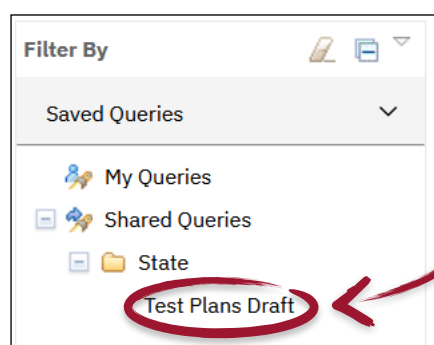 Filter By
Saved Queries
My Queries
Shared Queries
State
Test Plans Draft